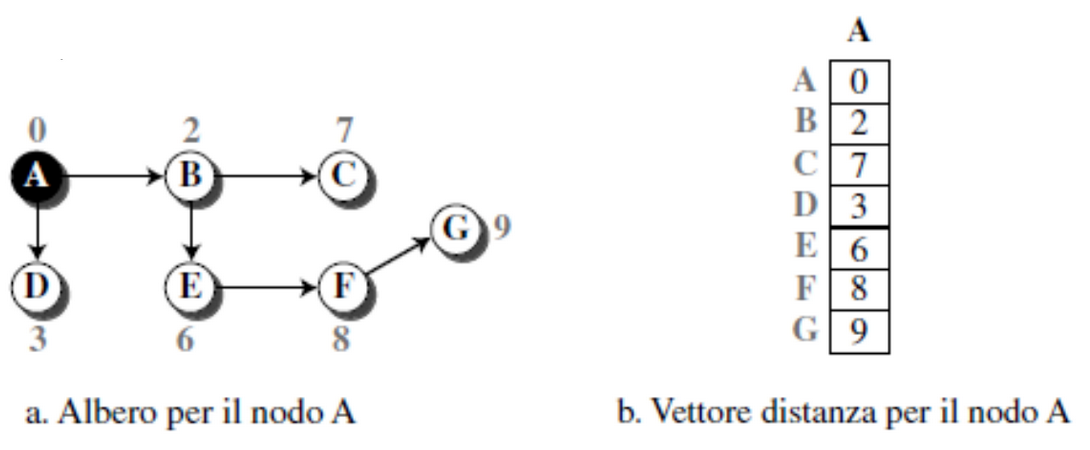 A
0 2 7
A B C
G 9
D E F
3 6 8
A 0
B 2
C 7
D 3
E 6
F 8
G 9
a. Albero per il nodo A
b. Vettore distanza per il nodo A